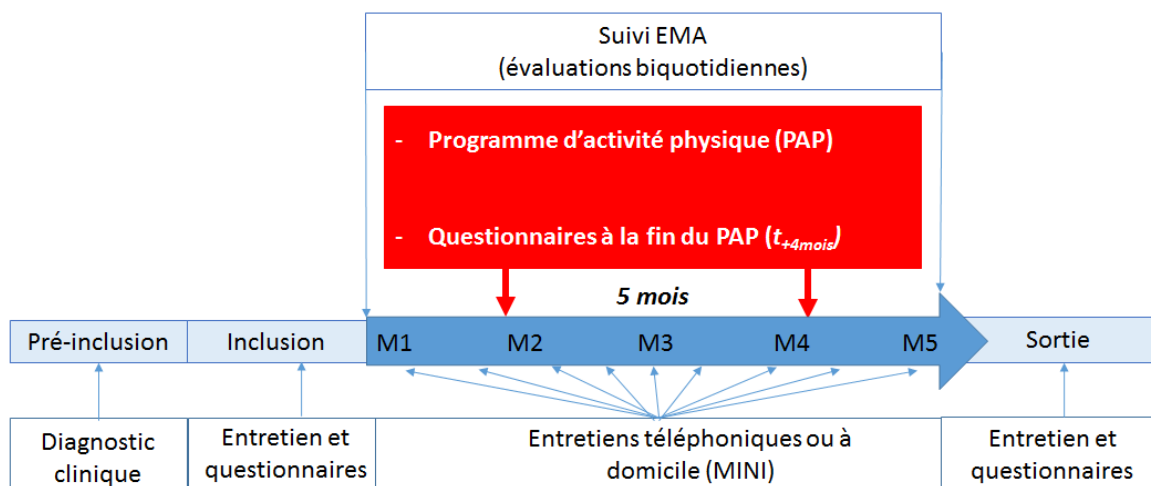 Suivi EMA
(évaluations biquotidiennes)
- Programme d’activité physique (PAP)
- Questionnaires à la fin du PAP (t+4mois)
5 mois
Pré-inclusion
Inclusion
M1
M2
M3
M4
M5
Sortie
Diagnostic
clinique
Entretien et
questionnaires
Entretiens téléphoniques ou à
domicile (MINI)
Entretien et
questionnaires